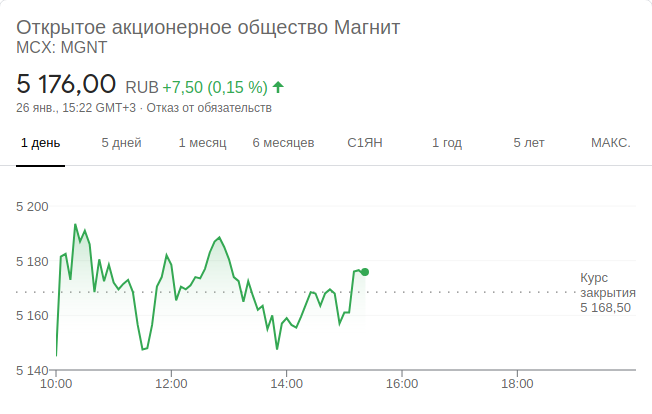 Открытое акционерное общество Магнит
MCX: MGNT
5 176,00 RUB +7,50 (0,15 %)
26 янв., 15:22 GMT+3 · Отказ от обязательств
1 день 5 дней 1 месяц 6 месяцев С1ЯН 1 год 5 лет МАКС.
5 200
5 180
Курс
закрытия
5 168,50
5 160
5 140
10:00 12:00 14:00 16:00 18:00